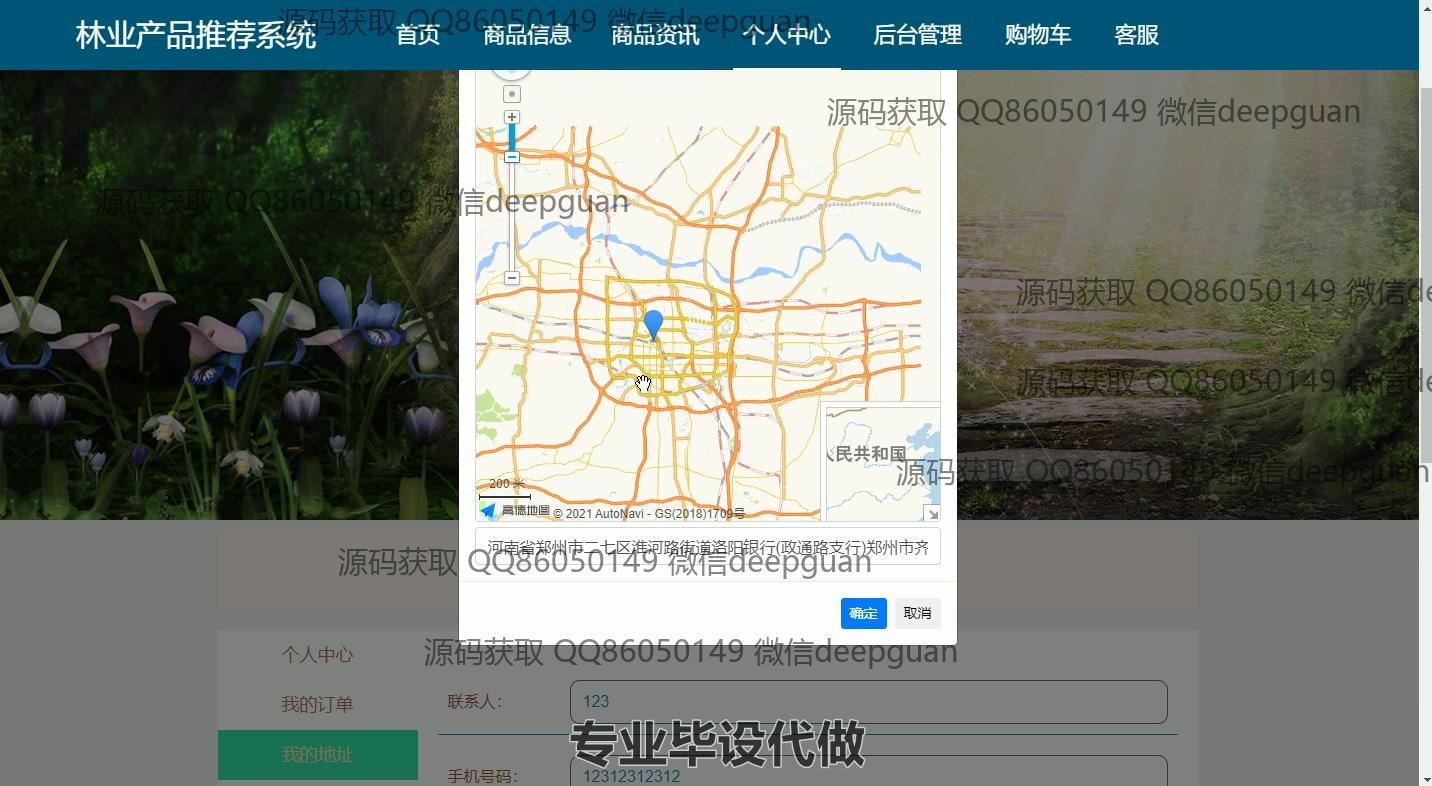 林业产品推荐系统 首页 商品信息 商品资讯 个人中心 后台管理 购物车 客服
源码获取 QQ86050149 微信deepguan
源码获取 QQ86050149 微信deepguan
源码获取 QQ86050149 微信deepguan
源码获取 QQ86050149 微信de
源码获取 QQ86050149 微信de
人民共和国
源码获取 QQ86050149 微信deepguan
200 米
高德地图 © 2021 AutoNavi - GS(2018)1709号
河南省郑州市二七区淮河路街道洛阳银行(政通路支行)郑州市齐
源码获取 QQ86050149 微信deepguan
确定 取消
个人中心
源码获取 QQ86050149 微信deepguan
我的订单
联系人: 123
专业毕设代做
我的地址
手机号码: 12312312312